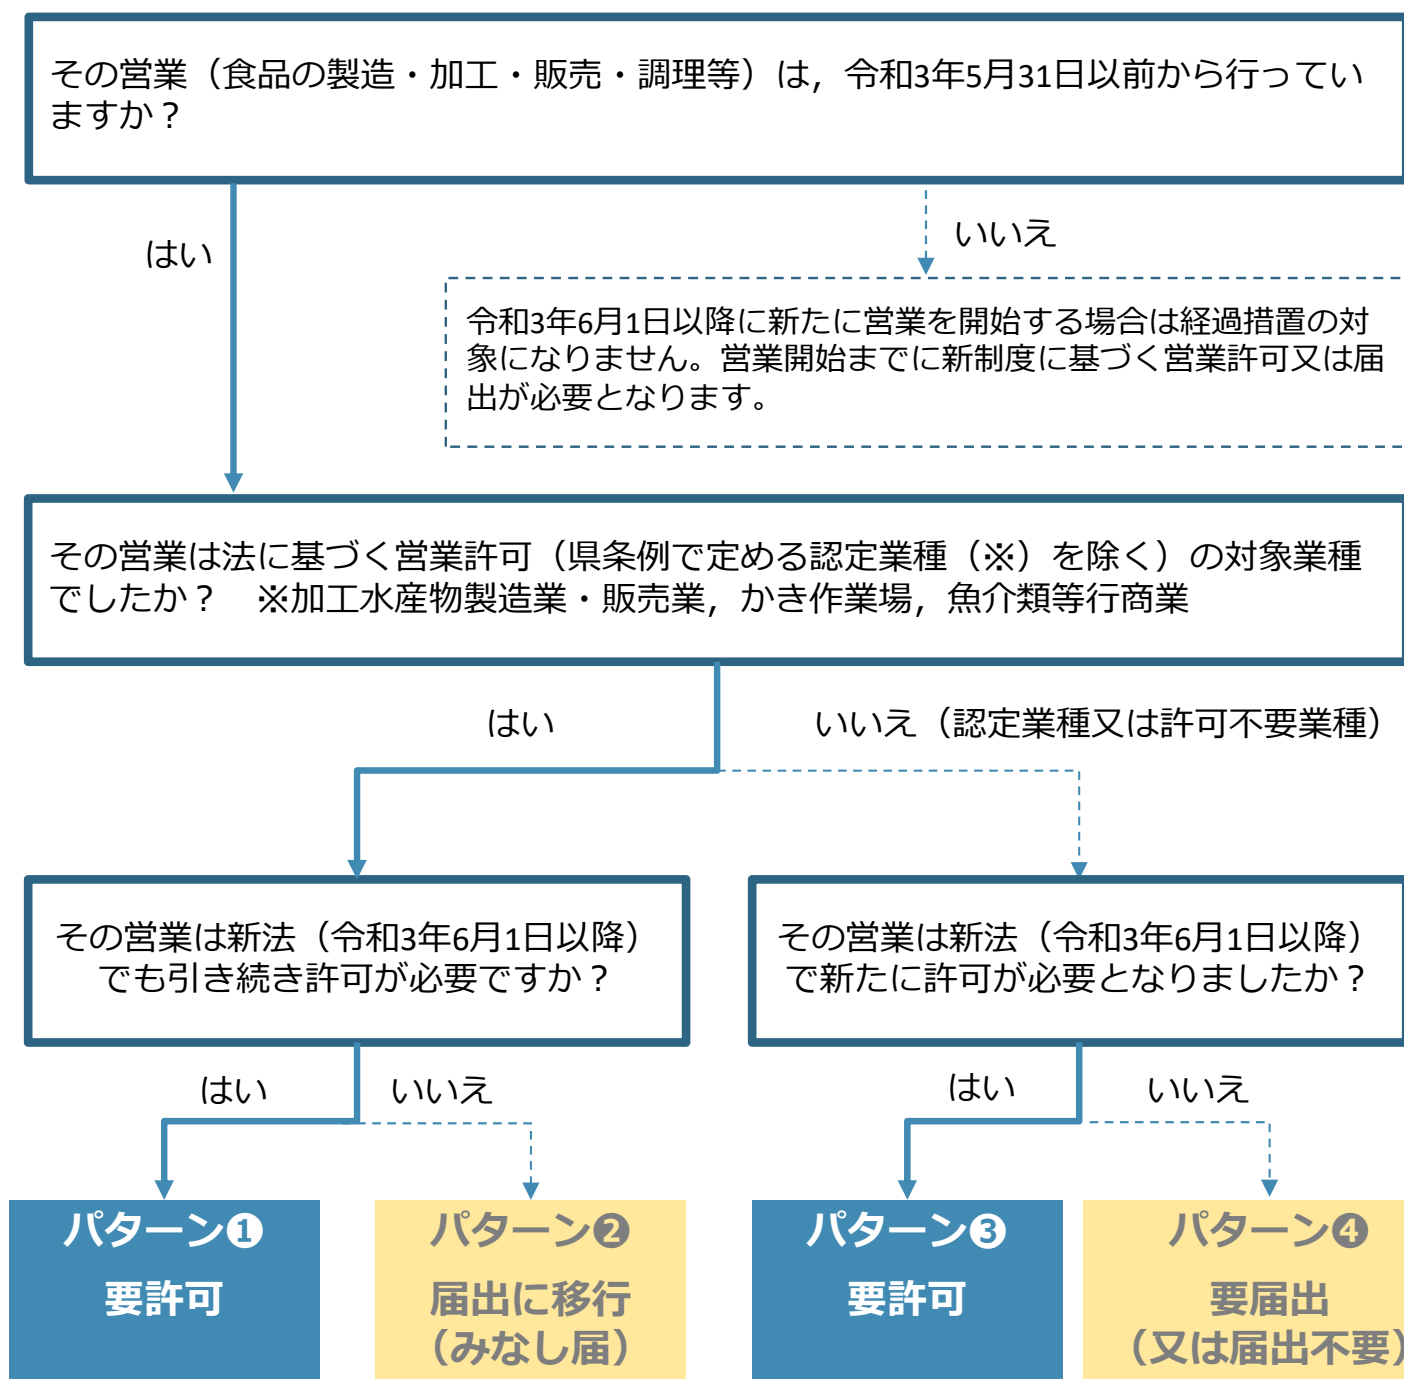 その営業（食品の製造・加工・販売・調理等）は，令和3年5月31日以前から行ってい
ますか？
はい
いいえ
令和3年6月1日以降に新たに営業を開始する場合は経過措置の対
象になりません。営業開始までに新制度に基づく営業許可又は届
出が必要となります。
その営業は法に基づく営業許可（県条例で定める認定業種（※）を除く）の対象業種
でしたか？　※加工水産物製造業・販売業，かき作業場，魚介類等行商業
はい
いいえ（認定業種又は許可不要業種）
その営業は新法（令和3年6月1日以降）
でも引き続き許可が必要ですか？
その営業は新法（令和3年6月1日以降）
で新たに許可が必要となりましたか？
はい
いいえ
はい
いいえ
パターン❶
要許可
パターン❷
届出に移行
（みなし届）
パターン❸
要許可
パターン❹
要届出
（又は届出不要）